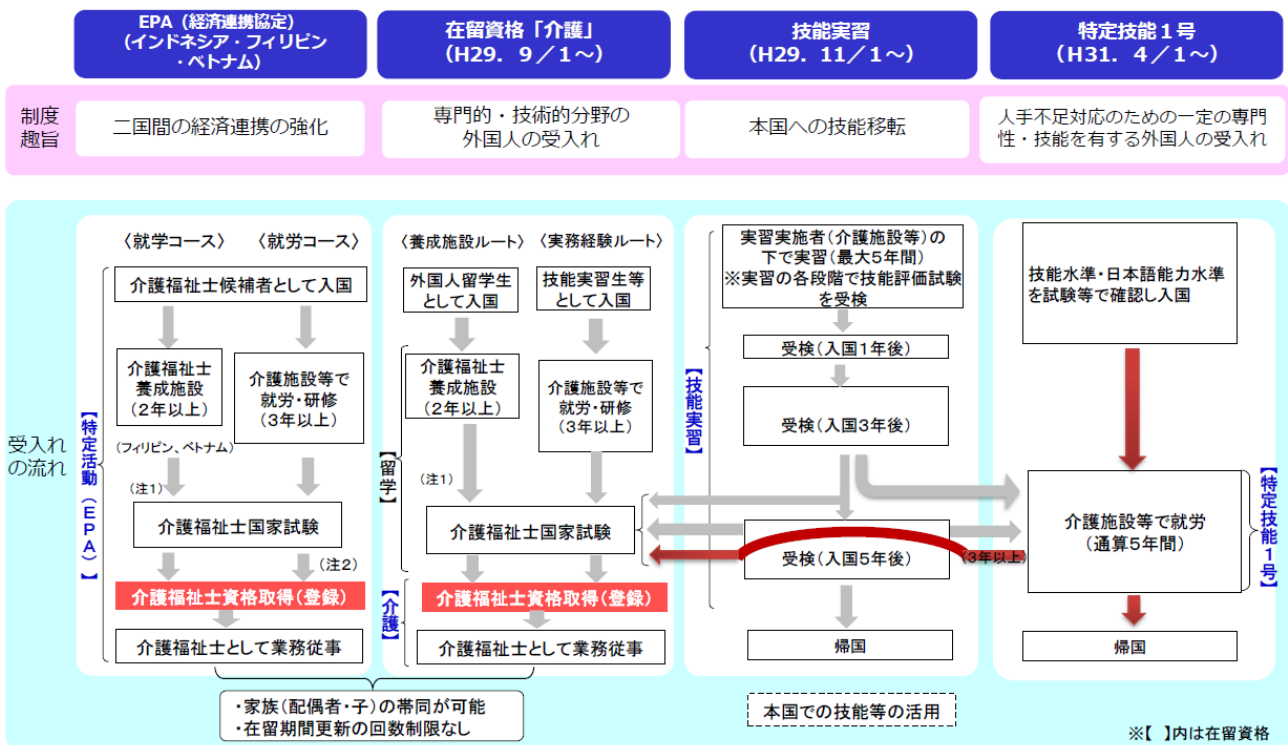 EPA（経済連携協定）
（インドネシア・フィリピン
・ベトナム）
在留資格「介護」
（H29．9／1～）
技能実習
（H29．11／1～）
特定技能１号
（H31．4／1～）
制度
趣旨
二国間の経済連携の強化
専門的・技術的分野の
外国人の受入れ
本国への技能移転
人手不足対応のための一定の専門
性・技能を有する外国人の受入れ
受入れ
の流れ
〈就学コース〉
〈就労コース〉
介護福祉士候補者として入国
介護福祉士
養成施設
（2年以上）
介護施設等で
就労・研修
（3年以上）
（フィリピン、ベトナム）
（注1）
介護福祉士国家試験
（注2）
介護福祉士資格取得（登録）
介護福祉士として業務従事
【特定活動（ＥＰＡ）】
〈養成施設ルート〉
〈実務経験ルート〉
外国人留学生
として入国
技能実習生等
として入国
介護福祉士
養成施設
（2年以上）
介護施設等で
就労・研修
（3年以上）
【留学】
（注1）
介護福祉士国家試験
介護福祉士資格取得（登録）
【介護】
介護福祉士として業務従事
・家族（配偶者・子）の帯同が可能
・在留期間更新の回数制限なし
実習実施者（介護施設等）の
下で実習（最大5年間）
※実習の各段階で技能評価試験
を受検
受検（入国1年後）
【技能実習】
受検（入国3年後）
受検（入国5年後）
（3年以上）
帰国
本国での技能等の活用
技能水準・日本語能力水準
を試験等で確認し入国
介護施設等で就労
（通算5年間）
【特定技能1号】
帰国
※【　】内は在留資格